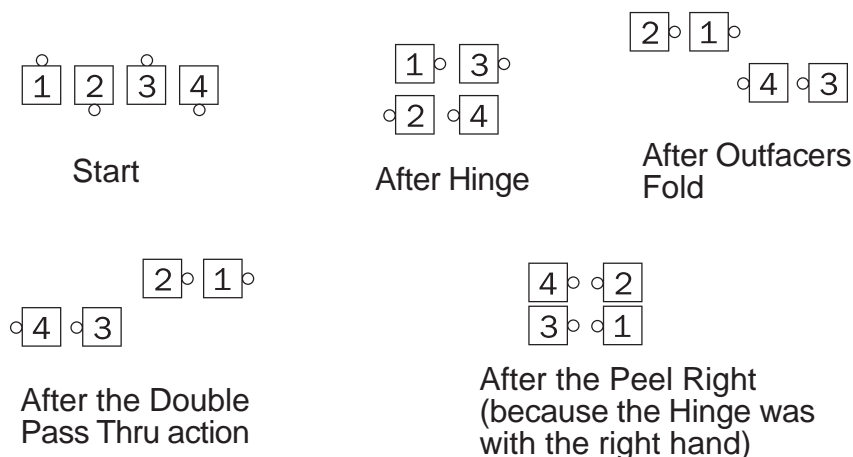 1 2 3 4
Start
1 3
2 4
After Hinge
2 1
4 3
After Outfacers
Fold
2 1
4 3
After the Double
Pass Thru action
4 2
3 1
After the Peel Right
(because the Hinge was
with the right hand)